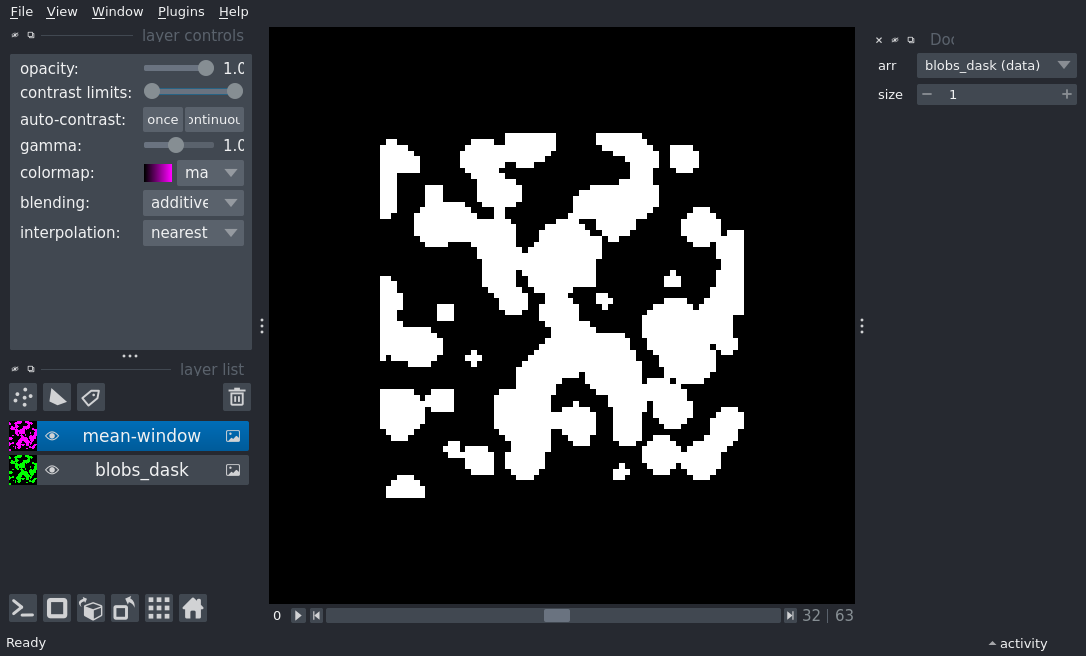 File View Window Plugins Help
layer controls
opacity: 1.0
contrast limits:
auto-contrast: once ontinuou
gamma: 1.0
colormap: ma
blending: additive
interpolation: nearest
layer list
mean-window
blobs_dask
0 32 | 63
Ready
Doc
arr blobs_dask (data)
size 1
activity